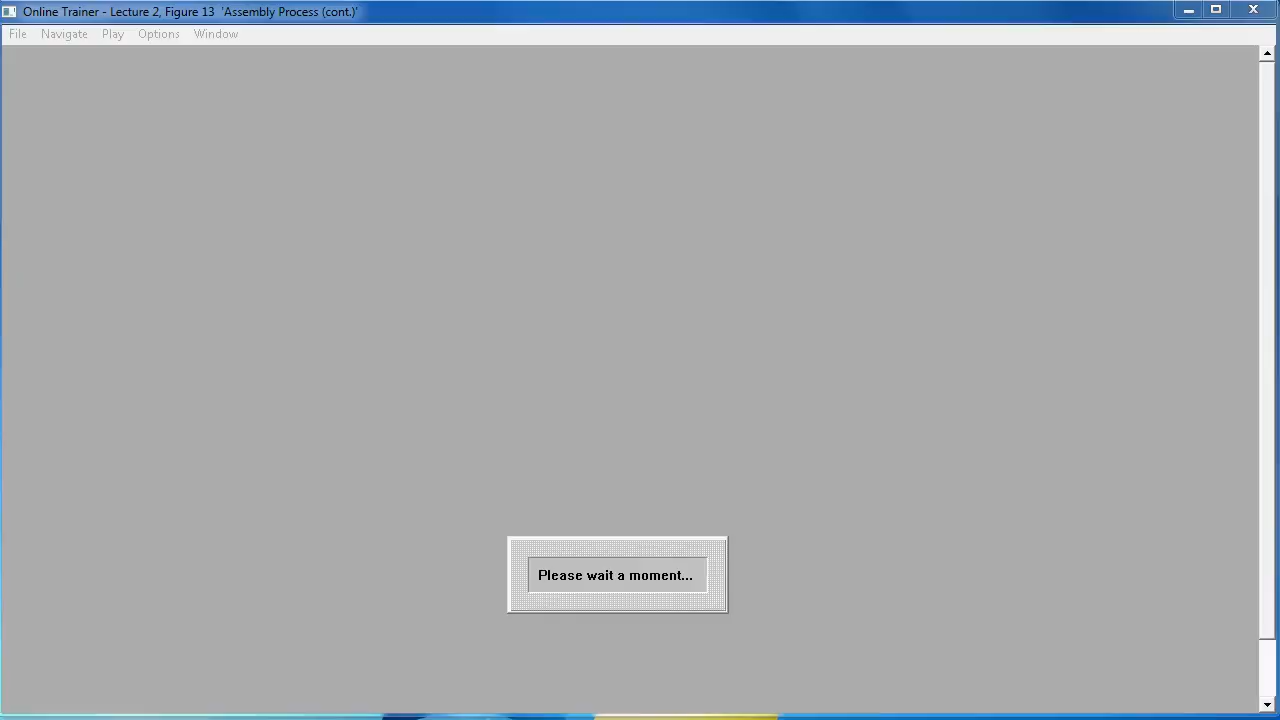 Online Trainer - Lecture 2, Figure 13  'Assembly Process (cont.)'
File Navigate Play Options Window
Please wait a moment...